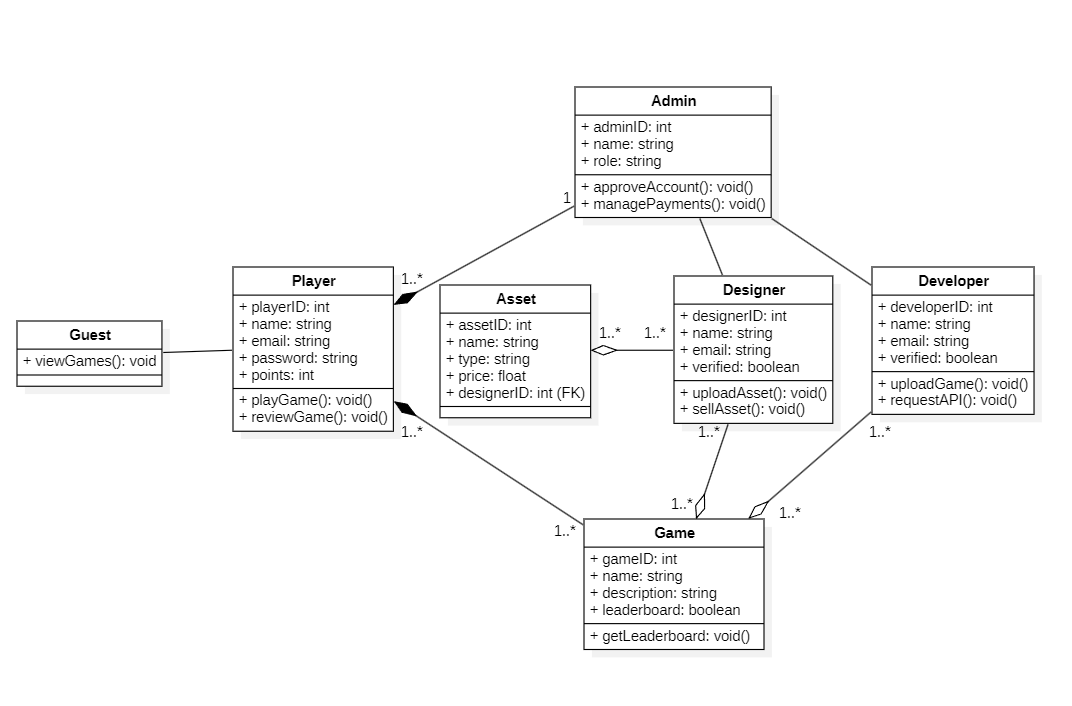 Admin
+ adminID: int
+ name: string
+ role: string
+ approveAccount(): void()
+ managePayments(): void()
1
1..*
Player
+ playerID: int
+ name: string
+ email: string
+ password: string
+ points: int
+ playGame(): void()
+ reviewGame(): void()
Guest
+ viewGames(): void
Asset
+ assetID: int
+ name: string
+ type: string
+ price: float
+ designerID: int (FK)
1..*
1..*
Designer
+ designerID: int
+ name: string
+ email: string
+ verified: boolean
+ uploadAsset(): void()
+ sellAsset(): void()
Developer
+ developerID: int
+ name: string
+ email: string
+ verified: boolean
+ uploadGame(): void()
+ requestAPI(): void()
1..*
1..*
1..*
1..*
1..*
1..*
Game
+ gameID: int
+ name: string
+ description: string
+ leaderboard: boolean
+ getLeaderboard: void()